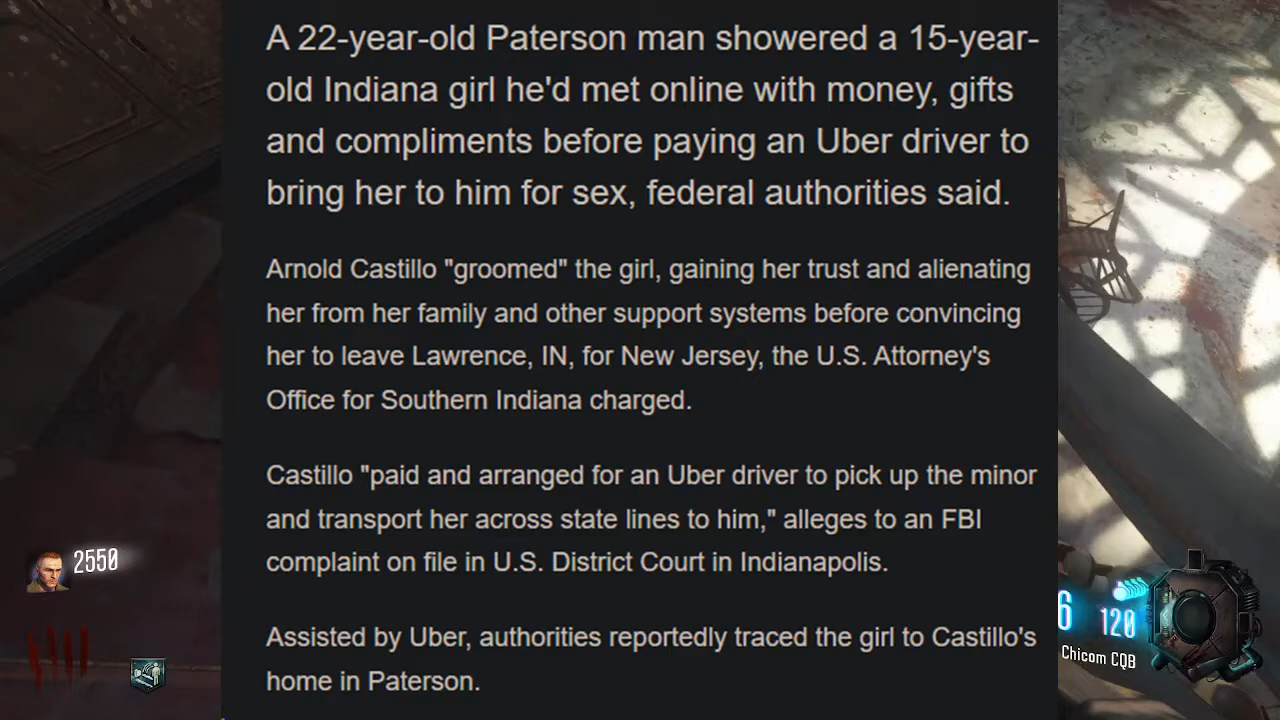 A 22-year-old Paterson man showered a 15-year-
old Indiana girl he'd met online with money, gifts
and compliments before paying an Uber driver to
bring her to him for sex, federal authorities said.
Arnold Castillo "groomed" the girl, gaining her trust and alienating
her from her family and other support systems before convincing
her to leave Lawrence, IN, for New Jersey, the U.S. Attorney's
Office for Southern Indiana charged.
Castillo "paid and arranged for an Uber driver to pick up the minor
and transport her across state lines to him," alleges to an FBI
complaint on file in U.S. District Court in Indianapolis.
Assisted by Uber, authorities reportedly traced the girl to Castillo's
home in Paterson.
2550
6 120
Chicom CQB